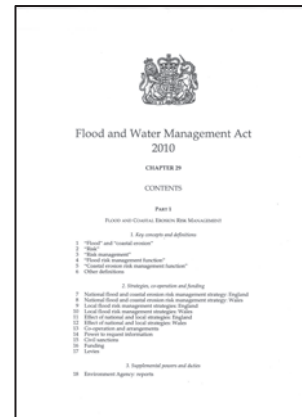 Flood and Water Management Act
2010
CHAPTER 29
CONTENTS
PART 1
FLOOD AND COASTAL EROSION RISK MANAGEMENT
1. Key concepts and definitions
1 "Flood" and "coastal erosion"
2 "Risk"
3 "Risk management"
4 "Flood risk management function"
5 "Coastal erosion risk management function"
6 Other definitions
2. Strategies, co-operation and funding
7 National flood and coastal erosion risk management strategy: England
8 National flood and coastal erosion risk management strategy: Wales
9 Local flood risk management strategies: England
10 Local flood risk management strategies: Wales
11 Effect of national and local strategies: England
12 Effect of national and local strategies: Wales
13 Co-operation and arrangements
14 Power to request information
15 Civil sanctions
16 Funding
17 Levies
3. Supplemental powers and duties
18 Environment Agency: reports